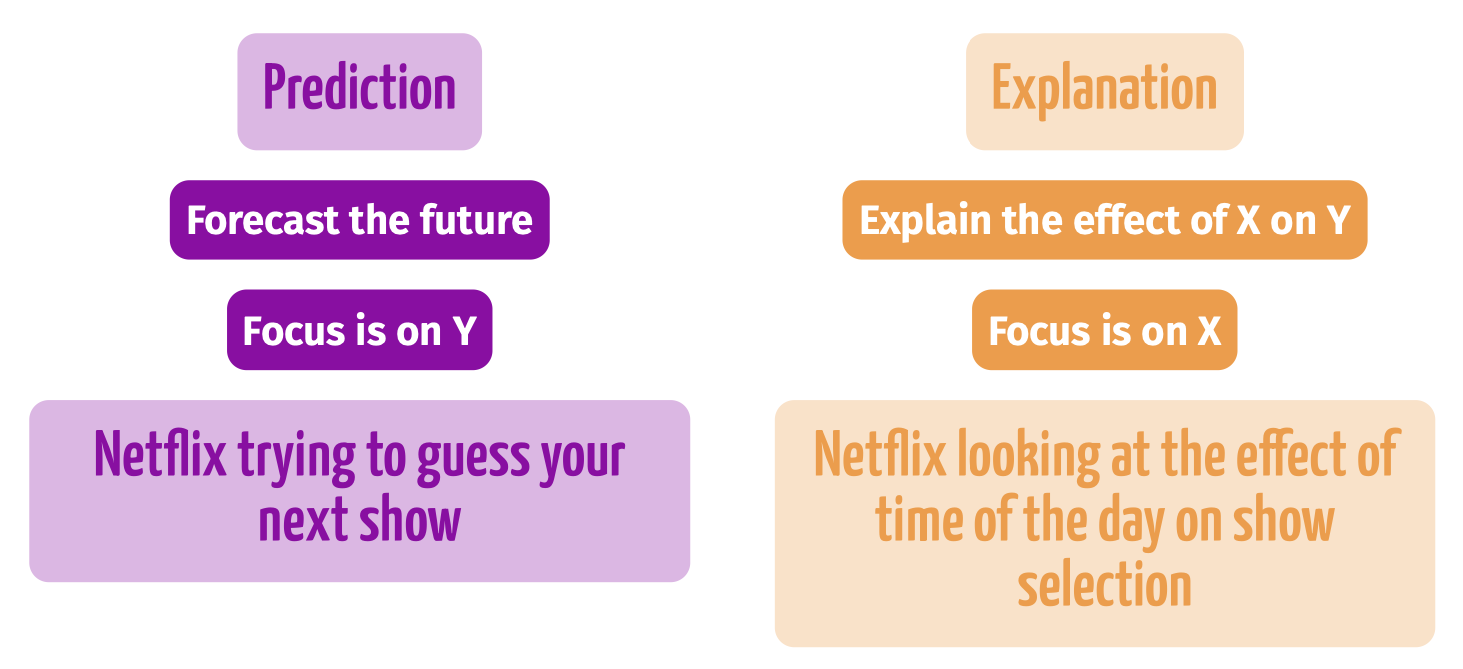 Prediction
Forecast the future
Focus is on Y
Netflix trying to guess your
next show
Explanation
Explain the effect of X on Y
Focus is on X
Netflix looking at the effect of
time of the day on show
selection